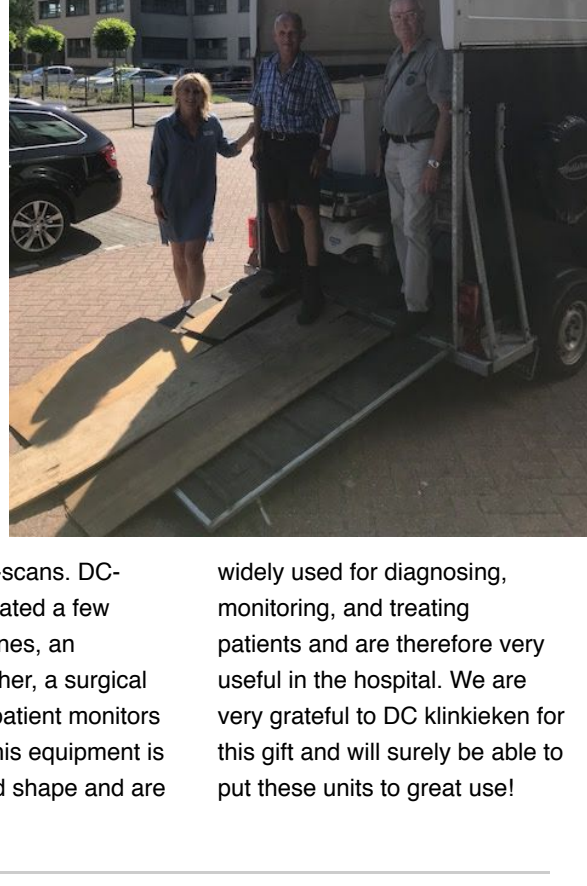 -scans. DC-
ated a few
nes, an
her, a surgical
patient monitors
his equipment is
d shape and are
widely used for diagnosing,
monitoring, and treating
patients and are therefore very
useful in the hospital. We are
very grateful to DC klinkieken for
this gift and will surely be able to
put these units to great use!